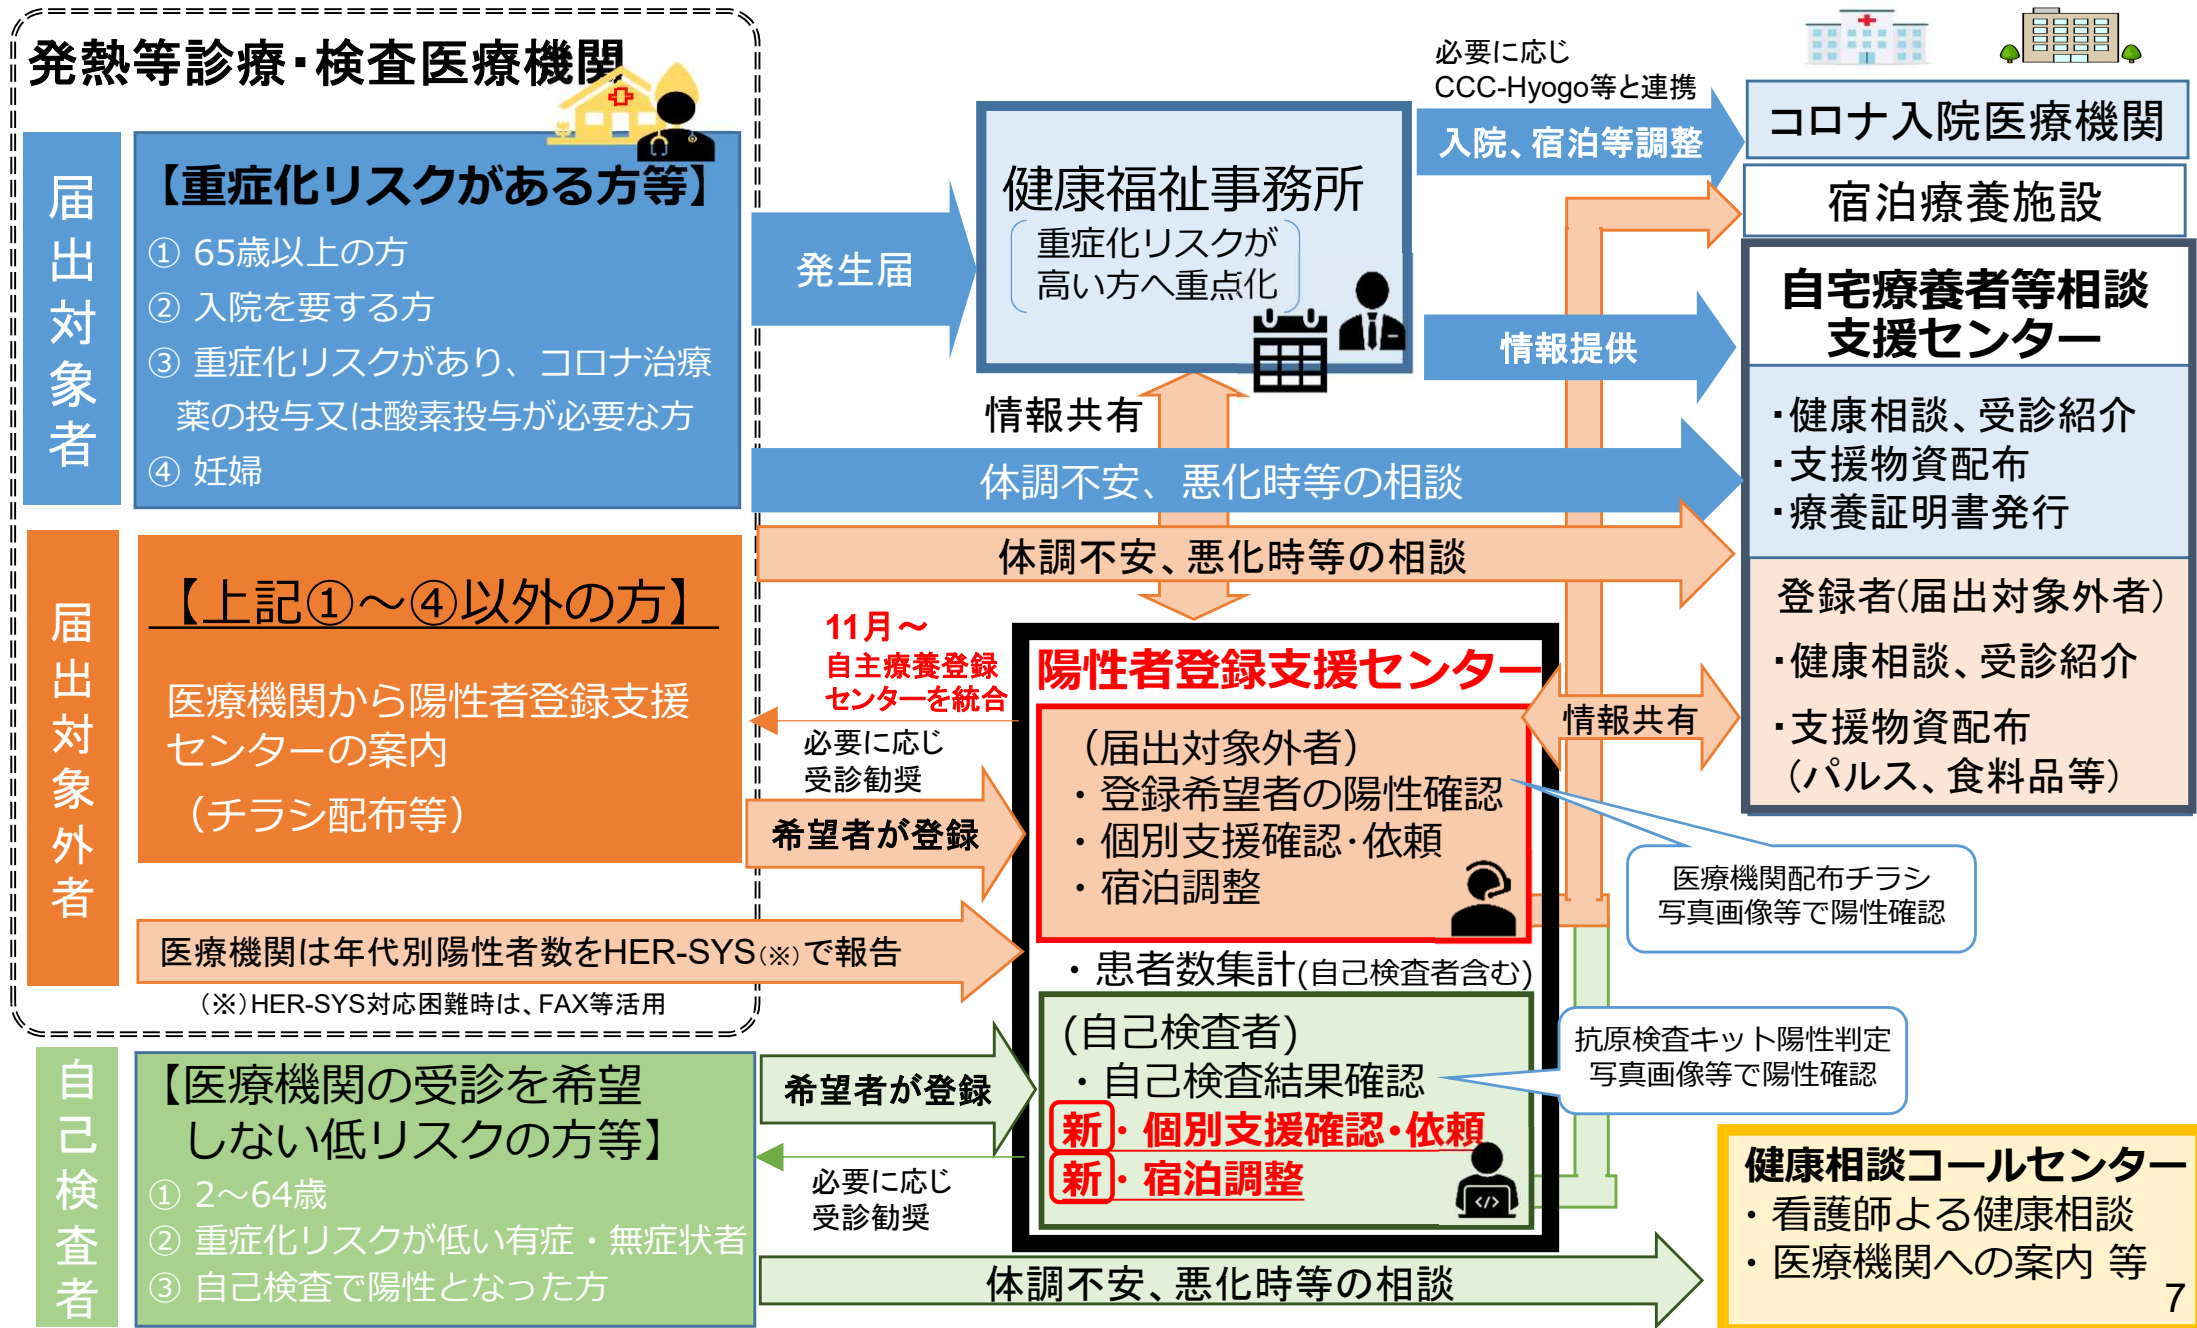 発熱等診療・検査医療機関
届出対象者
【重症化リスクがある方等】
① 65歳以上の方
② 入院を要する方
③ 重症化リスクがあり、コロナ治療
薬の投与又は酸素投与が必要な方
④ 妊婦
発生届
健康福祉事務所
重症化リスクが
高い方へ重点化
必要に応じ
CCC-Hyogo等と連携
入院、宿泊等調整
コロナ入院医療機関
宿泊療養施設
情報提供
自宅療養者等相談
支援センター
・健康相談、受診紹介
・支援物資配布
・療養証明書発行
登録者(届出対象外者)
・健康相談、受診紹介
・支援物資配布
(パルス、食料品等)
情報共有
体調不安、悪化時等の相談
体調不安、悪化時等の相談
届出対象外者
【上記①～④以外の方】
医療機関から陽性者登録支援
センターの案内
（チラシ配布等）
11月～
自主療養登録
センターを統合
必要に応じ
受診勧奨
希望者が登録
医療機関は年代別陽性者数をHER-SYS(※)で報告
(※)HER-SYS対応困難時は、FAX等活用
陽性者登録支援センター
（届出対象外者）
・登録希望者の陽性確認
・個別支援確認・依頼
・宿泊調整
・患者数集計(自己検査者含む)
(自己検査者)
・自己検査結果確認
新・個別支援確認・依頼
新・宿泊調整
情報共有
医療機関配布チラシ
写真画像等で陽性確認
抗原検査キット陽性判定
写真画像等で陽性確認
自己検査者
【医療機関の受診を希望
しない低リスクの方等】
① 2～64歳
② 重症化リスクが低い有症・無症状者
③ 自己検査で陽性となった方
希望者が登録
必要に応じ
受診勧奨
体調不安、悪化時等の相談
健康相談コールセンター
・看護師よる健康相談
・医療機関への案内 等
7